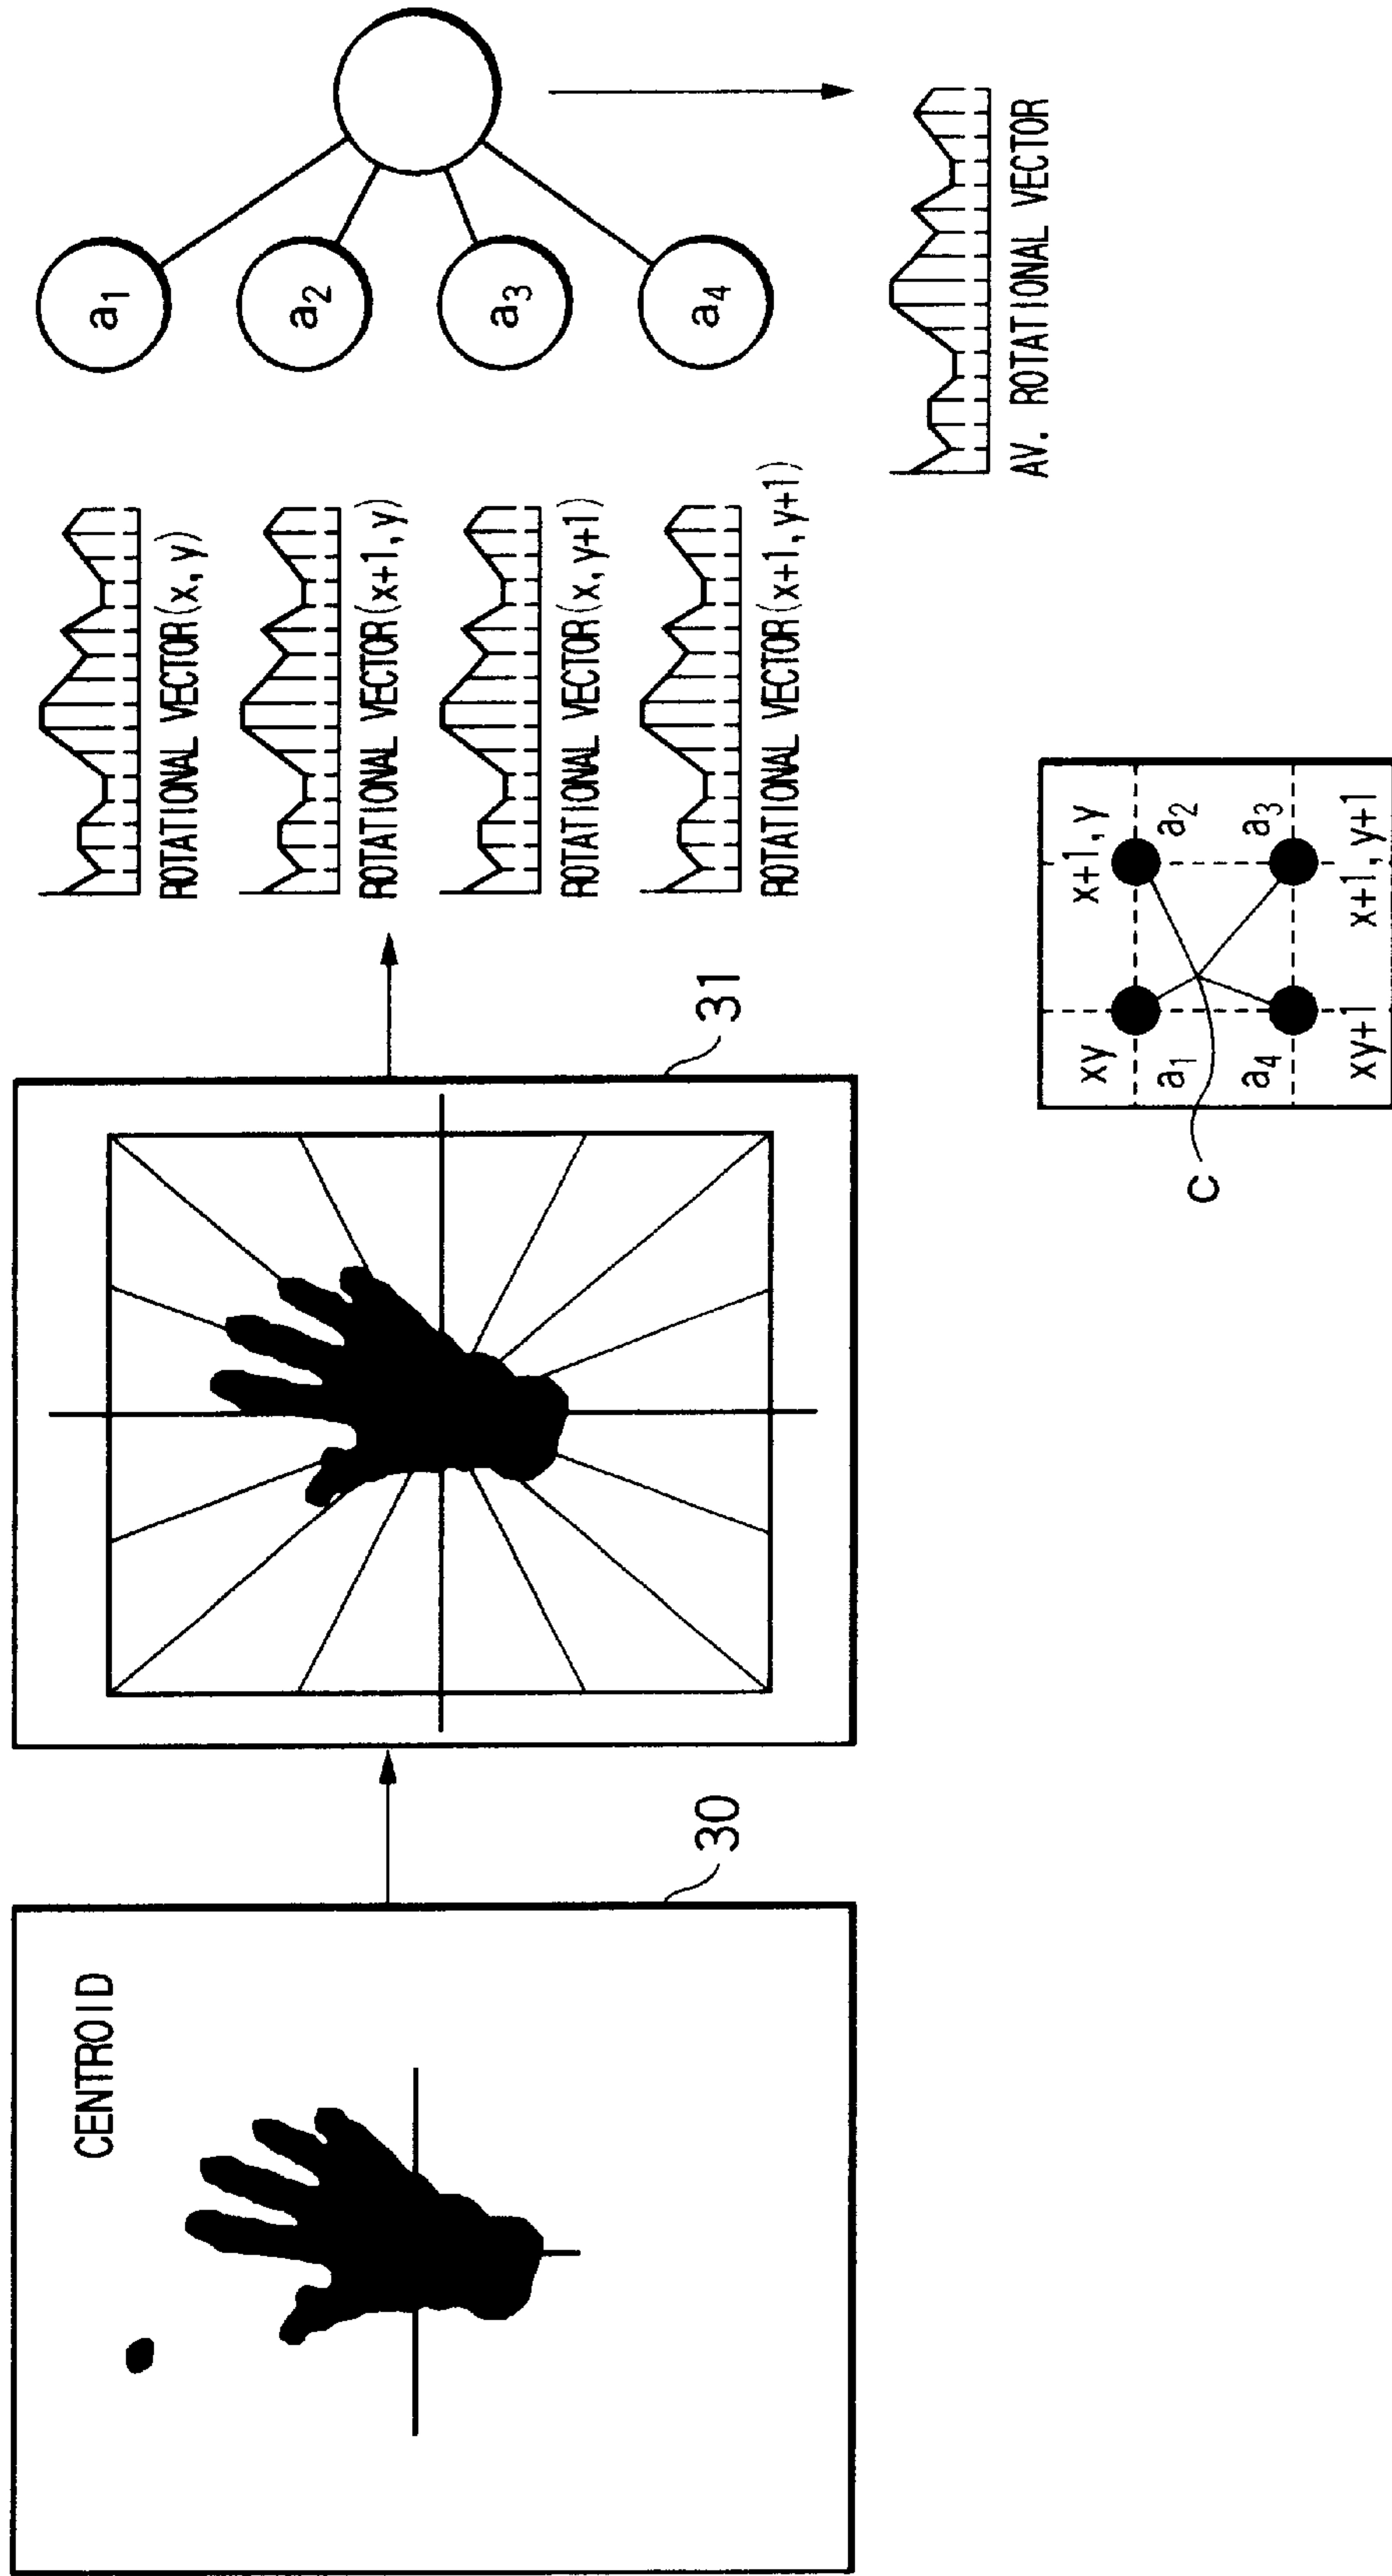 CENTROID
30
31
ROTATIONAL VECTOR(x, y)
ROTATIONAL VECTOR(x+1, y)
ROTATIONAL VECTOR(x, y+1)
ROTATIONAL VECTOR(x+1, y+1)
a1
a2
a3
a4
AV. ROTATIONAL VECTOR
xy
x+1, y
a1
a2
a4
a3
xy+1
x+1, y+1
C